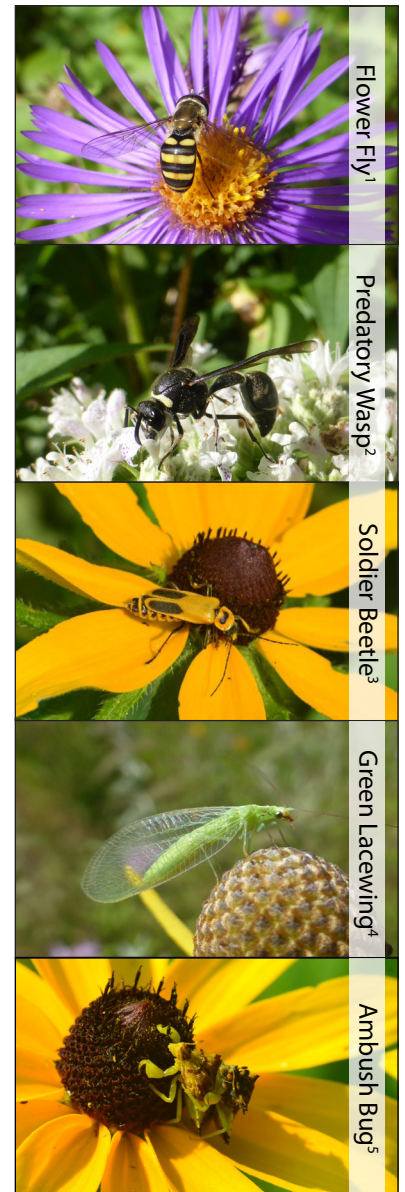 Flower Fly¹
Predatory Wasp²
Soldier Beetle³
Green Lacewing⁴
Ambush Bug⁵